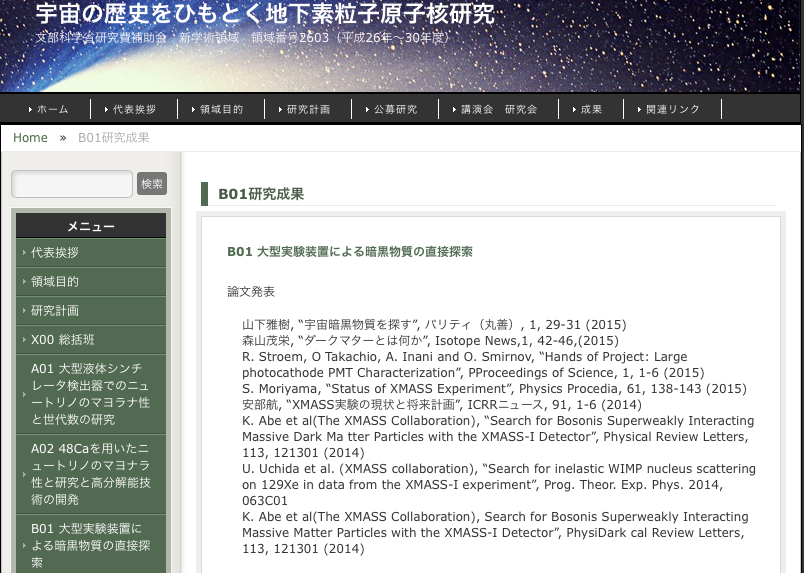 宇宙の歴史をひもとく地下素粒子原子核研究
文部科学省研究費補助金 新学術領域 領域番号2603（平成26年～30年度）
ホーム
代表挨拶
領域目的
研究計画
公募研究
講演会 研究会
成果
関連リンク
Home » B01研究成果
検索
メニュー
代表挨拶
領域目的
研究計画
X00 総括班
A01 大型液体シンチ
レータ検出器でのニュ
ートリノのマヨラナ性
と世代数の研究
A02 48Caを用いたニ
ュートリノのマヨナラ
性と研究と高分解能技
術の開発
B01 大型実験装置に
よる暗黒物質の直接探
索
B01研究成果
B01 大型実験装置による暗黒物質の直接探索
論文発表
山下雅樹, “宇宙暗黒物質を探す”, パリティ（丸善）, 1, 29-31 (2015)
森山茂栄, “ダークマターとは何か”, Isotope News,1, 42-46,(2015)
R. Stroem, O Takachio, A. Inani and O. Smirnov, “Hands of Project: Large
photocathode PMT Characterization”, PProceedings of Science, 1, 1-6 (2015)
S. Moriyama, “Status of XMASS Experiment”, Physics Procedia, 61, 138-143 (2015)
安部航, “XMASS実験の現状と将来計画”, ICRRニュース, 91, 1-6 (2014)
K. Abe et al(The XMASS Collaboration), “Search for Bosonis Superweakly Interacting
Massive Dark Ma tter Particles with the XMASS-I Detector”, Physical Review Letters,
113, 121301 (2014)
U. Uchida et al. (XMASS collaboration), “Search for inelastic WIMP nucleus scattering
on 129Xe in data from the XMASS-I experiment”, Prog. Theor. Exp. Phys. 2014,
063C01
K. Abe et al(The XMASS Collaboration), Search for Bosonis Superweakly Interacting
Massive Matter Particles with the XMASS-I Detector”, PhysiDark cal Review Letters,
113, 121301 (2014)